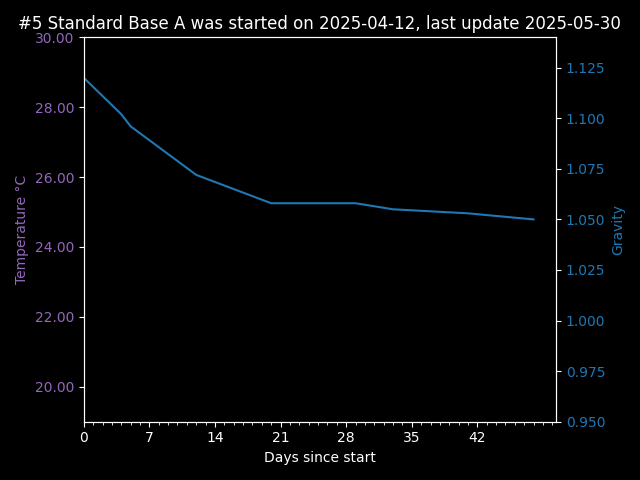 #5 Standard Base A was started on 2025-04-12, last update 2025-05-30
30.00
28.00
26.00
24.00
22.00
20.00
Temperature °C
1.125
1.100
1.075
1.050
1.025
1.000
0.975
0.950
Gravity
0 7 14 21 28 35 42
Days since start